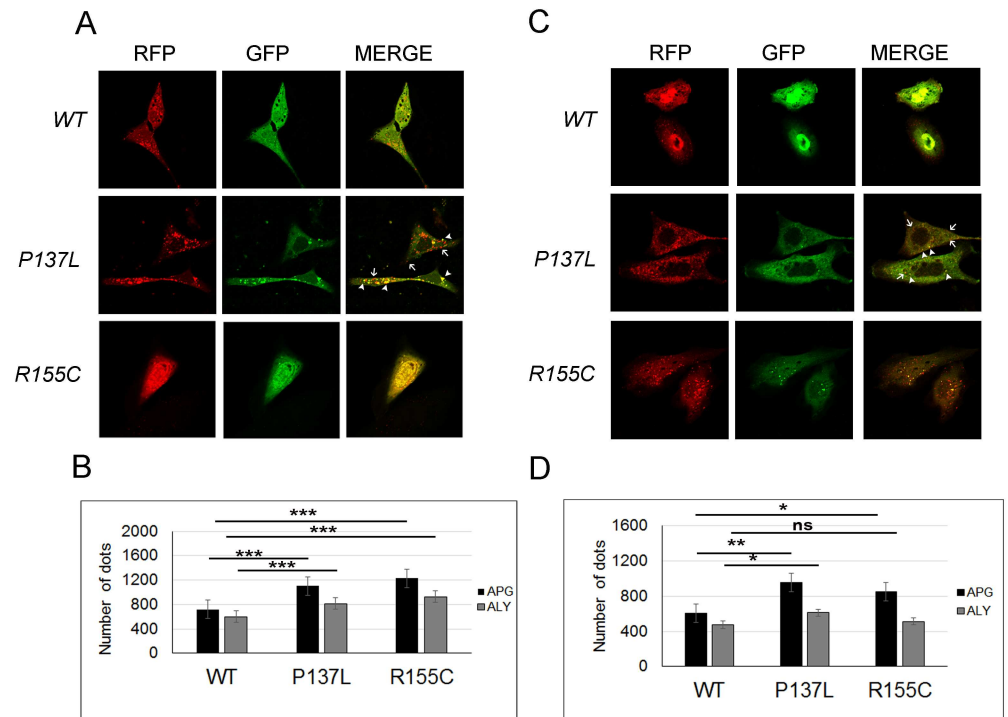 A
RFP GFP MERGE
WT
P137L
R155C
B
***
***
***
***
Number of dots
2000
1600
1200
800
400
0
WT P137L R155C
APG
ALY
C
RFP GFP MERGE
WT
P137L
R155C
D
*
ns
**
*
Number of dots
1600
1200
800
400
0
WT P137L R155C
APG
ALY